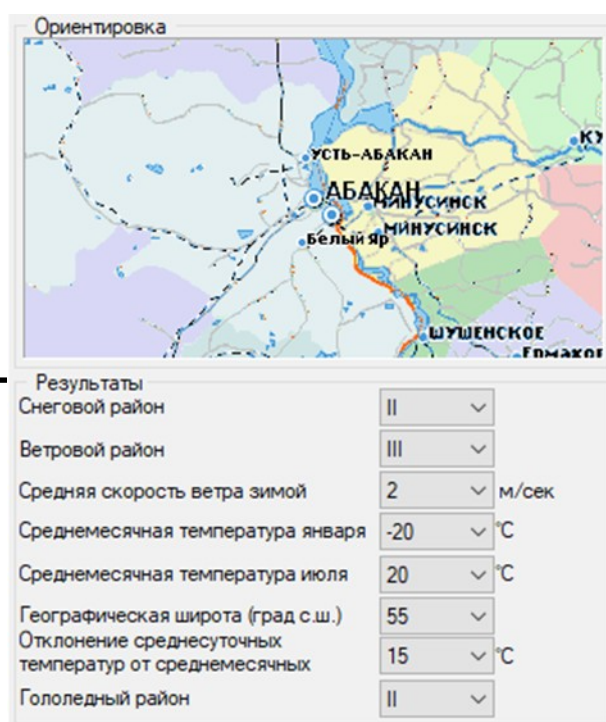 Ориентировка
КУ
УСТЬ-АБАКАН
АБАКАН
МИНУСИНСК
МИНУСИНСК
Белый яр
ШУШЕНСКОЕ
Ермаков
Результаты
Снеговой район II
Ветровой район III
Средняя скорость ветра зимой 2 м/сек
Среднемесячная температура января -20 °С
Среднемесячная температура июля 20 °С
Географическая широта (град с.ш.) 55
Отклонение среднесуточных
температур от среднемесячных 15 °С
Гололедный район II